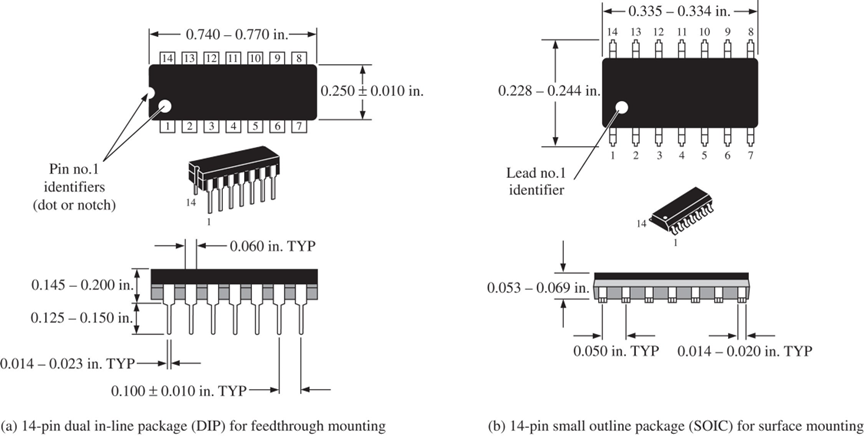 0.740 – 0.770 in.
14 13 12 11 10 9 8
0.250 ± 0.010 in.
1 2 3 4 5 6 7
Pin no.1
identifiers
(dot or notch)
14
1
0.060 in. TYP
0.145 – 0.200 in.
0.125 – 0.150 in.
0.014 – 0.023 in. TYP
0.100 ± 0.010 in. TYP
(a) 14-pin dual in-line package (DIP) for feedthrough mounting
0.335 – 0.334 in.
14 13 12 11 10 9 8
0.228 – 0.244 in.
1 2 3 4 5 6 7
Lead no.1
identifier
14
1
0.053 – 0.069 in.
0.050 in. TYP
0.014 – 0.020 in. TYP
(b) 14-pin small outline package (SOIC) for surface mounting